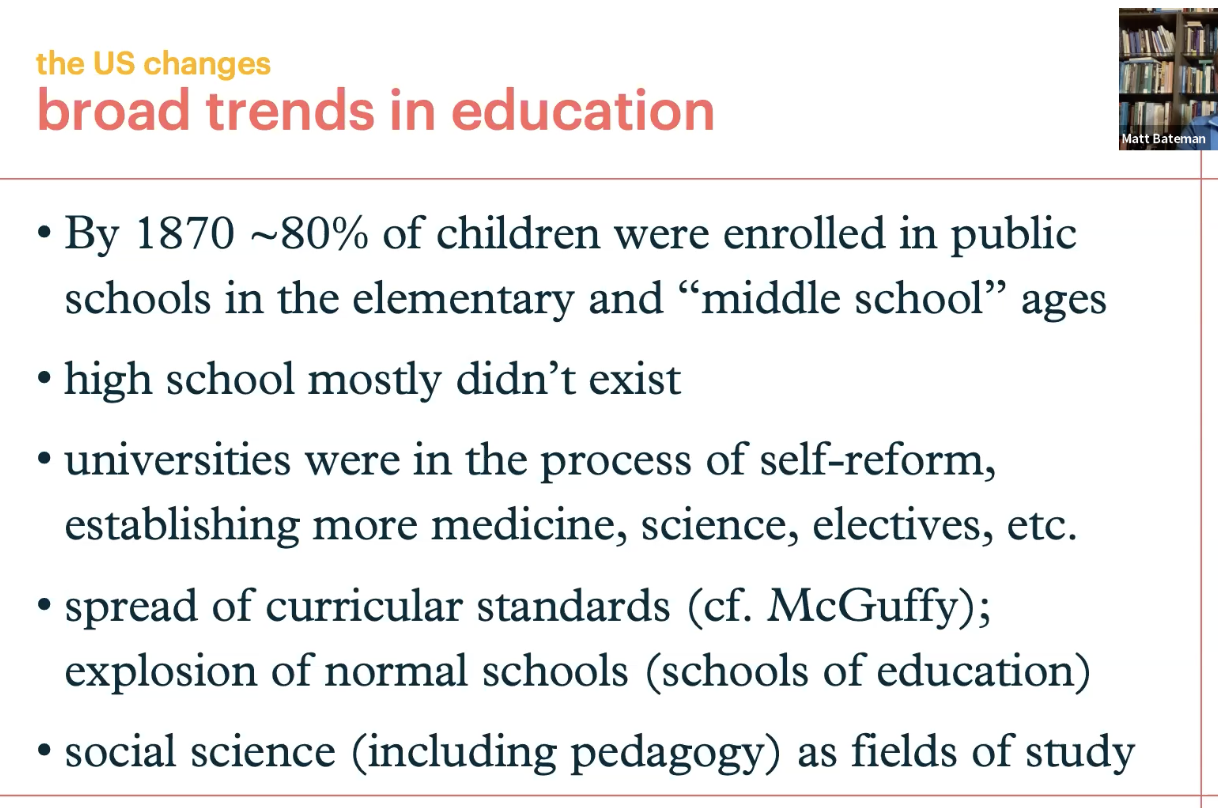 the US changes
broad trends in education
Matt Bateman
• By 1870 ~80% of children were enrolled in public
schools in the elementary and “middle school” ages
• high school mostly didn’t exist
• universities were in the process of self-reform,
establishing more medicine, science, electives, etc.
• spread of curricular standards (cf. McGuffy);
explosion of normal schools (schools of education)
• social science (including pedagogy) as fields of study